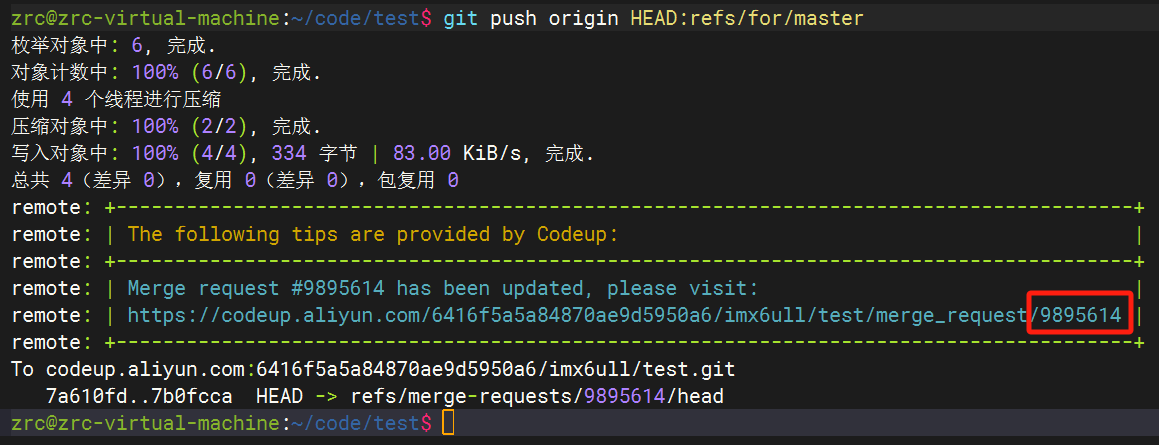 zrc@zrc-virtual-machine:~/code/test$ git push origin HEAD:refs/for/master
枚举对象中: 6, 完成.
对象计数中: 100% (6/6), 完成.
使用 4 个线程进行压缩
压缩对象中: 100% (2/2), 完成.
写入对象中: 100% (4/4), 334 字节 | 83.00 KiB/s, 完成.
总共 4（差异 0），复用 0（差异 0），包复用 0
remote: +----------------------------------------------------------------------------------------+
remote: | The following tips are provided by Codeup: |
remote: +----------------------------------------------------------------------------------------+
remote: | Merge request #9895614 has been updated, please visit: |
remote: | https://codeup.aliyun.com/6416f5a5a84870ae9d5950a6/imx6ull/test/merge_request/9895614 |
remote: +----------------------------------------------------------------------------------------+
To codeup.aliyun.com:6416f5a5a84870ae9d5950a6/imx6ull/test.git
   7a610fd..7b0fcca  HEAD -> refs/merge-requests/9895614/head
zrc@zrc-virtual-machine:~/code/test$